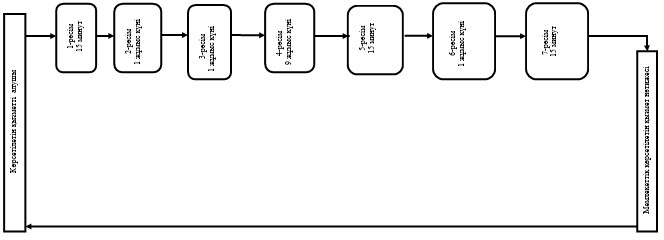 Көрсетілетін қызметті алушы
1-рәсім
15 минут
2-рәсім
1 жұмыс күні
3-рәсім
1 жұмыс күні
4-рәсім
9 жұмыс күні
5-рәсім
15 минут
6-рәсім
1 жұмыс күні
7-рәсім
15 минут
Мемлекеттік көрсетілетін қызмет нәтижесі